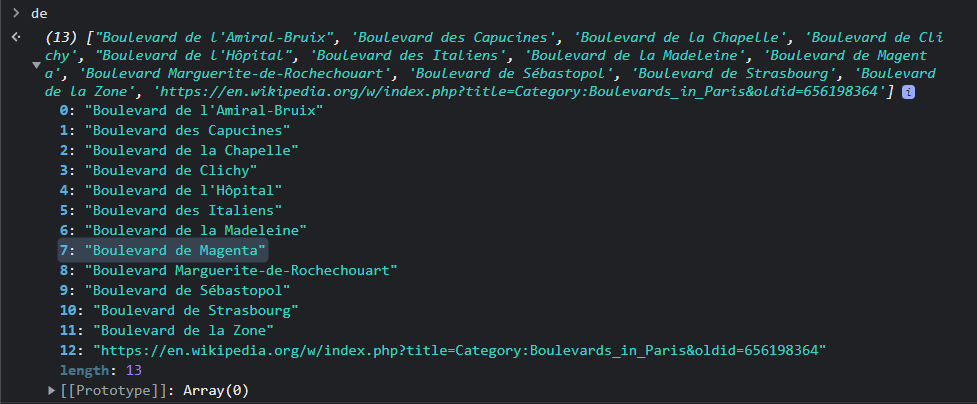 > de
(13) ["Boulevard de l'Amiral-Bruix", 'Boulevard des Capucines', 'Boulevard de la Chapelle', 'Boulevard de Cli
chy', "Boulevard de l'Hôpital", 'Boulevard des Italiens', 'Boulevard de la Madeleine', 'Boulevard de Magent
a', 'Boulevard Marguerite-de-Rochechouart', 'Boulevard de Sébastopol', 'Boulevard de Strasbourg', 'Boulevard
de la Zone', 'https://en.wikipedia.org/w/index.php?title=Category:Boulevards_in_Paris&oldid=656198364'] i
0: "Boulevard de l'Amiral-Bruix"
1: "Boulevard des Capucines"
2: "Boulevard de la Chapelle"
3: "Boulevard de Clichy"
4: "Boulevard de l'Hôpital"
5: "Boulevard des Italiens"
6: "Boulevard de la Madeleine"
7: "Boulevard de Magenta"
8: "Boulevard Marguerite-de-Rochechouart"
9: "Boulevard de Sébastopol"
10: "Boulevard de Strasbourg"
11: "Boulevard de la Zone"
12: "https://en.wikipedia.org/w/index.php?title=Category:Boulevards_in_Paris&oldid=656198364"
length: 13
[[Prototype]]: Array(0)